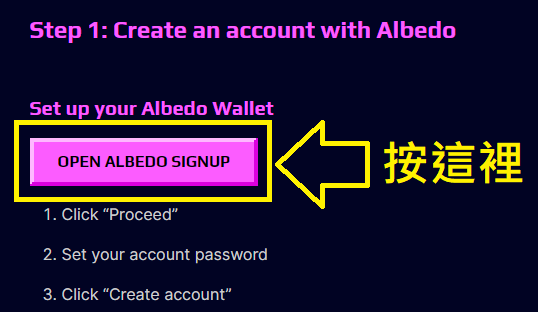 Step 1: Create an account with Albedo
Set up your Albedo Wallet
OPEN ALBEDO SIGNUP
按這裡
1. Click “Proceed”
2. Set your account password
3. Click “Create account”